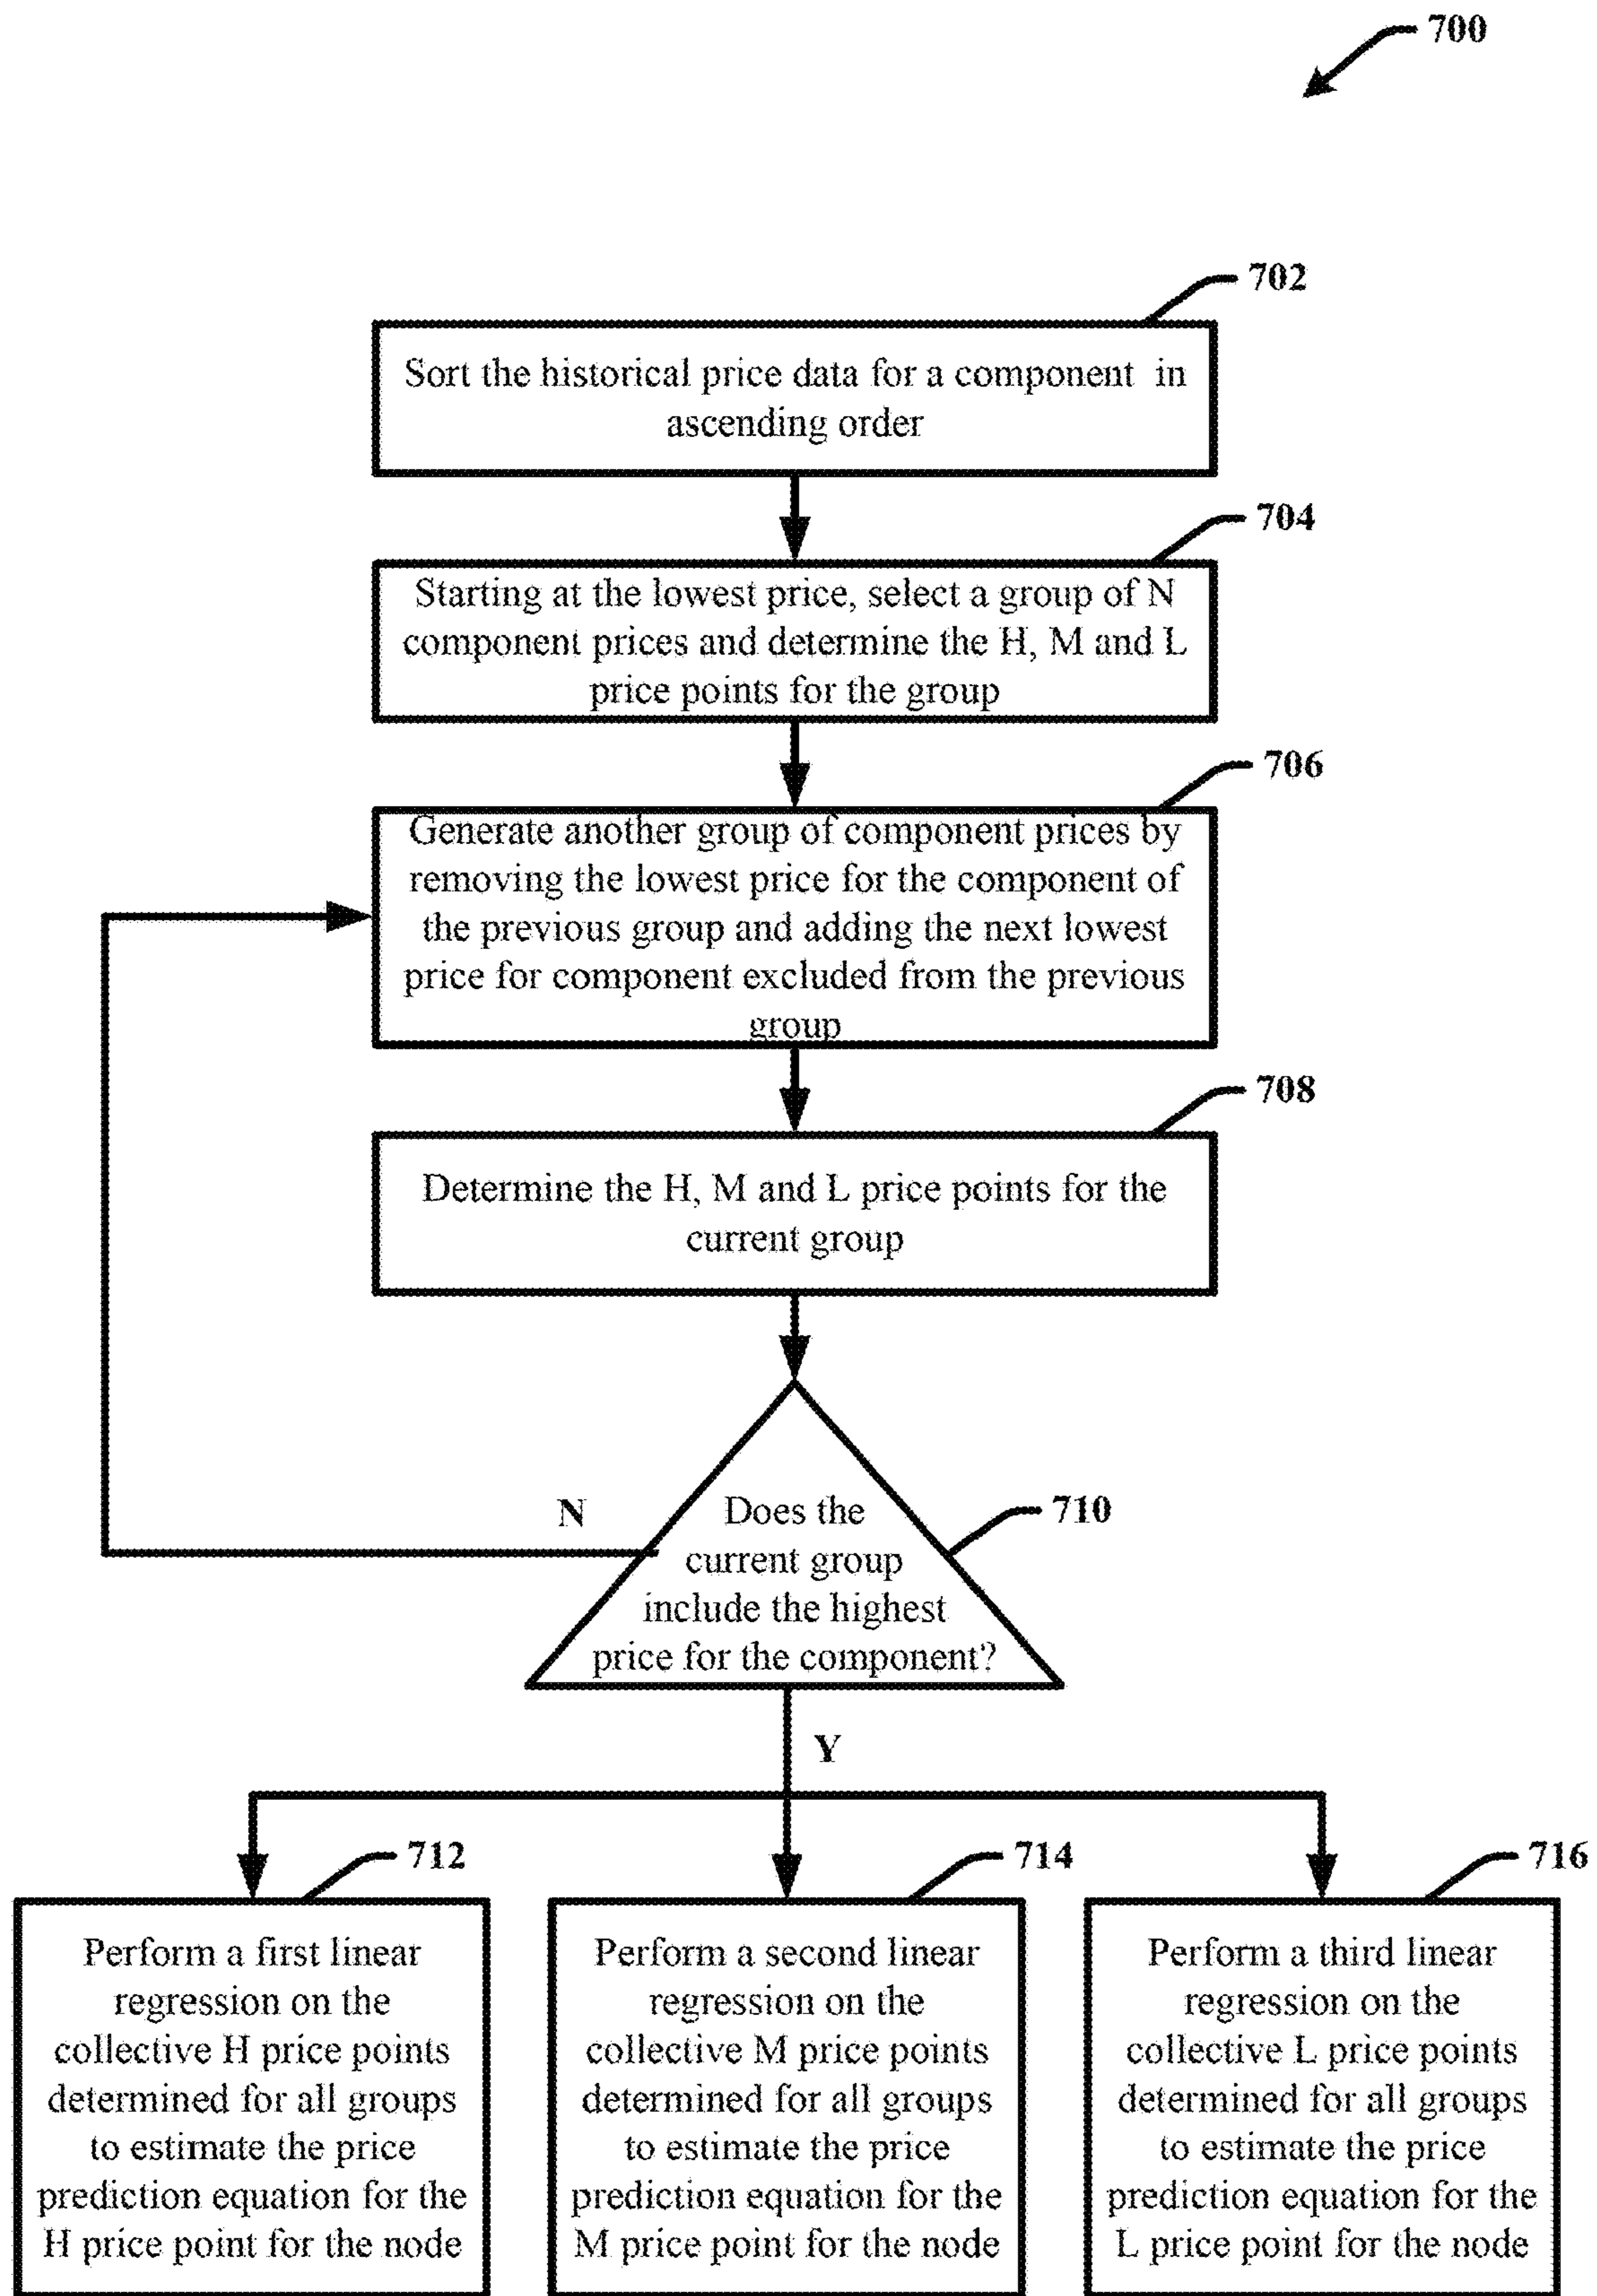 700
702
Sort the historical price data for a component in
ascending order
704
Starting at the lowest price, select a group of N
component prices and determine the H, M and L
price points for the group
706
Generate another group of component prices by
removing the lowest price for the component of
the previous group and adding the next lowest
price for component excluded from the previous
group
708
Determine the H, M and L price points for the
current group
N
710
Does the
current group
include the highest
price for the component?
Y
712
Perform a first linear
regression on the
collective H price points
determined for all groups
to estimate the price
prediction equation for the
H price point for the node
714
Perform a second linear
regression on the
collective M price points
determined for all groups
to estimate the price
prediction equation for the
M price point for the node
716
Perform a third linear
regression on the
collective L price points
determined for all groups
to estimate the price
prediction equation for the
L price point for the node